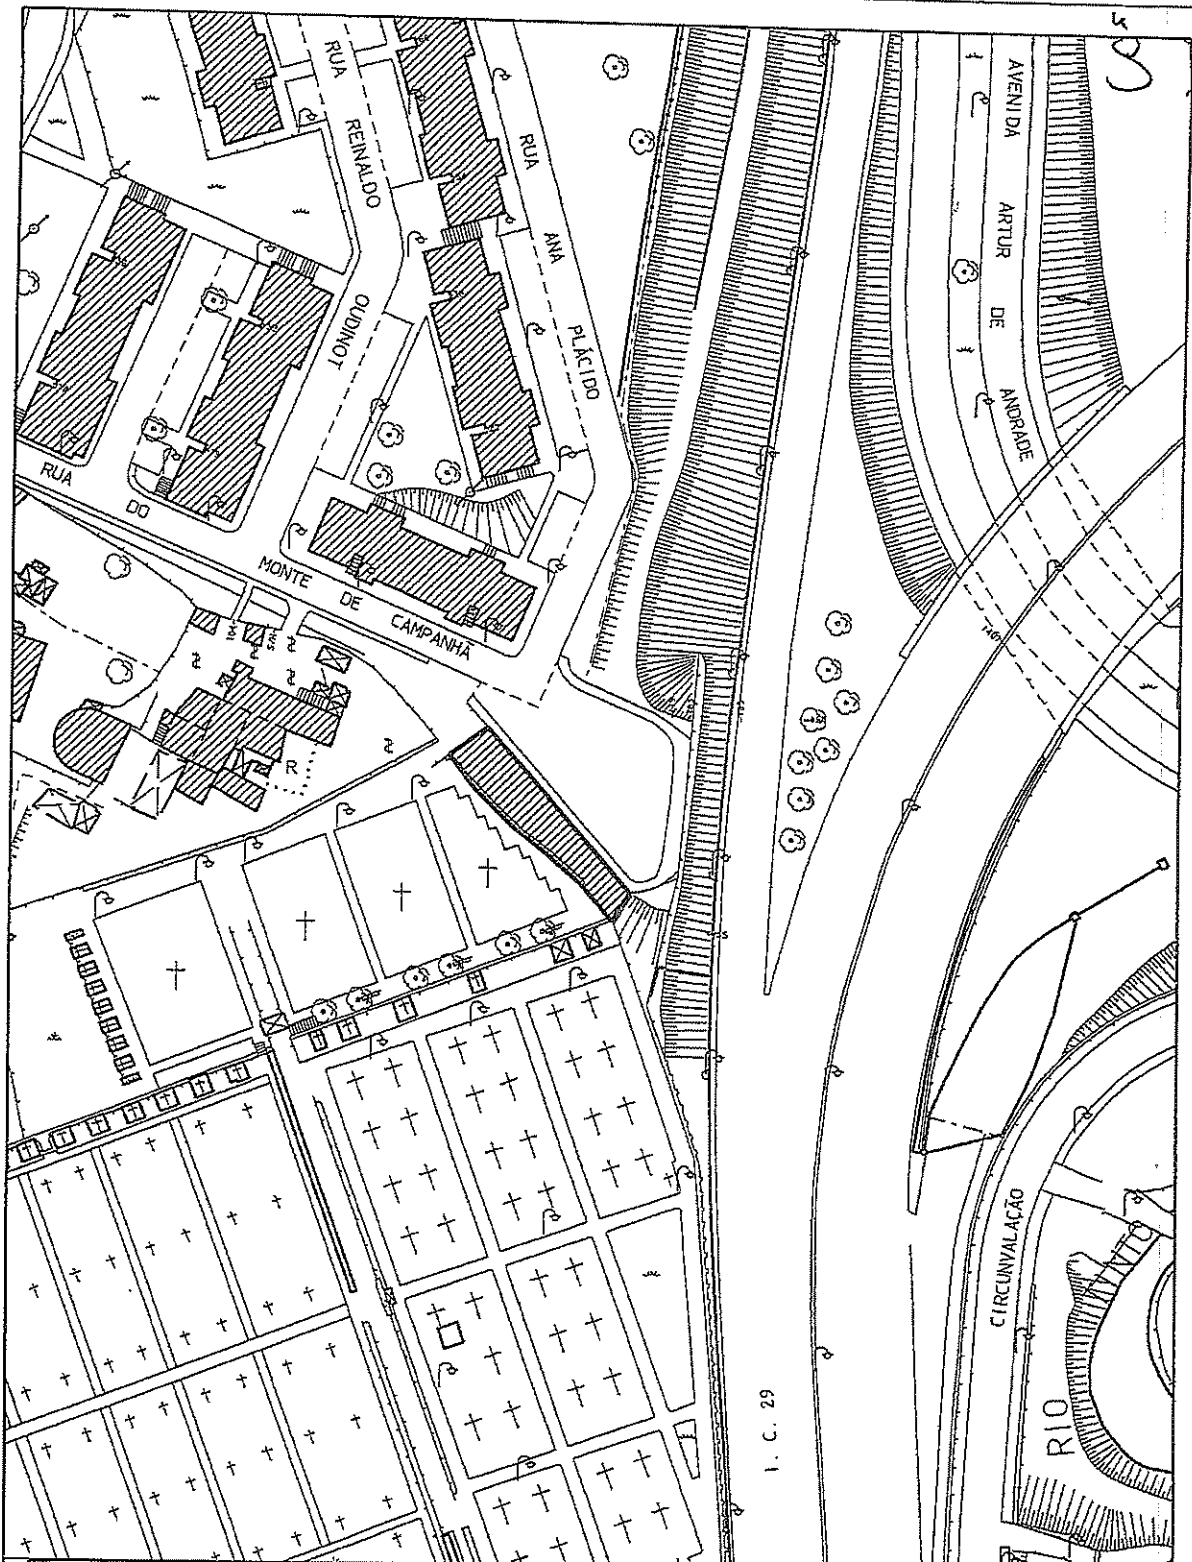 RUA REINALDO OUDINOT
RUA ANA PLÁCIDO
AVENIDA ARTUR DE ANDRADE
RUA DO MONTE DE CAMPANHÃ
R
I. C. 29
CIRCUNVALAÇÃO
RIO